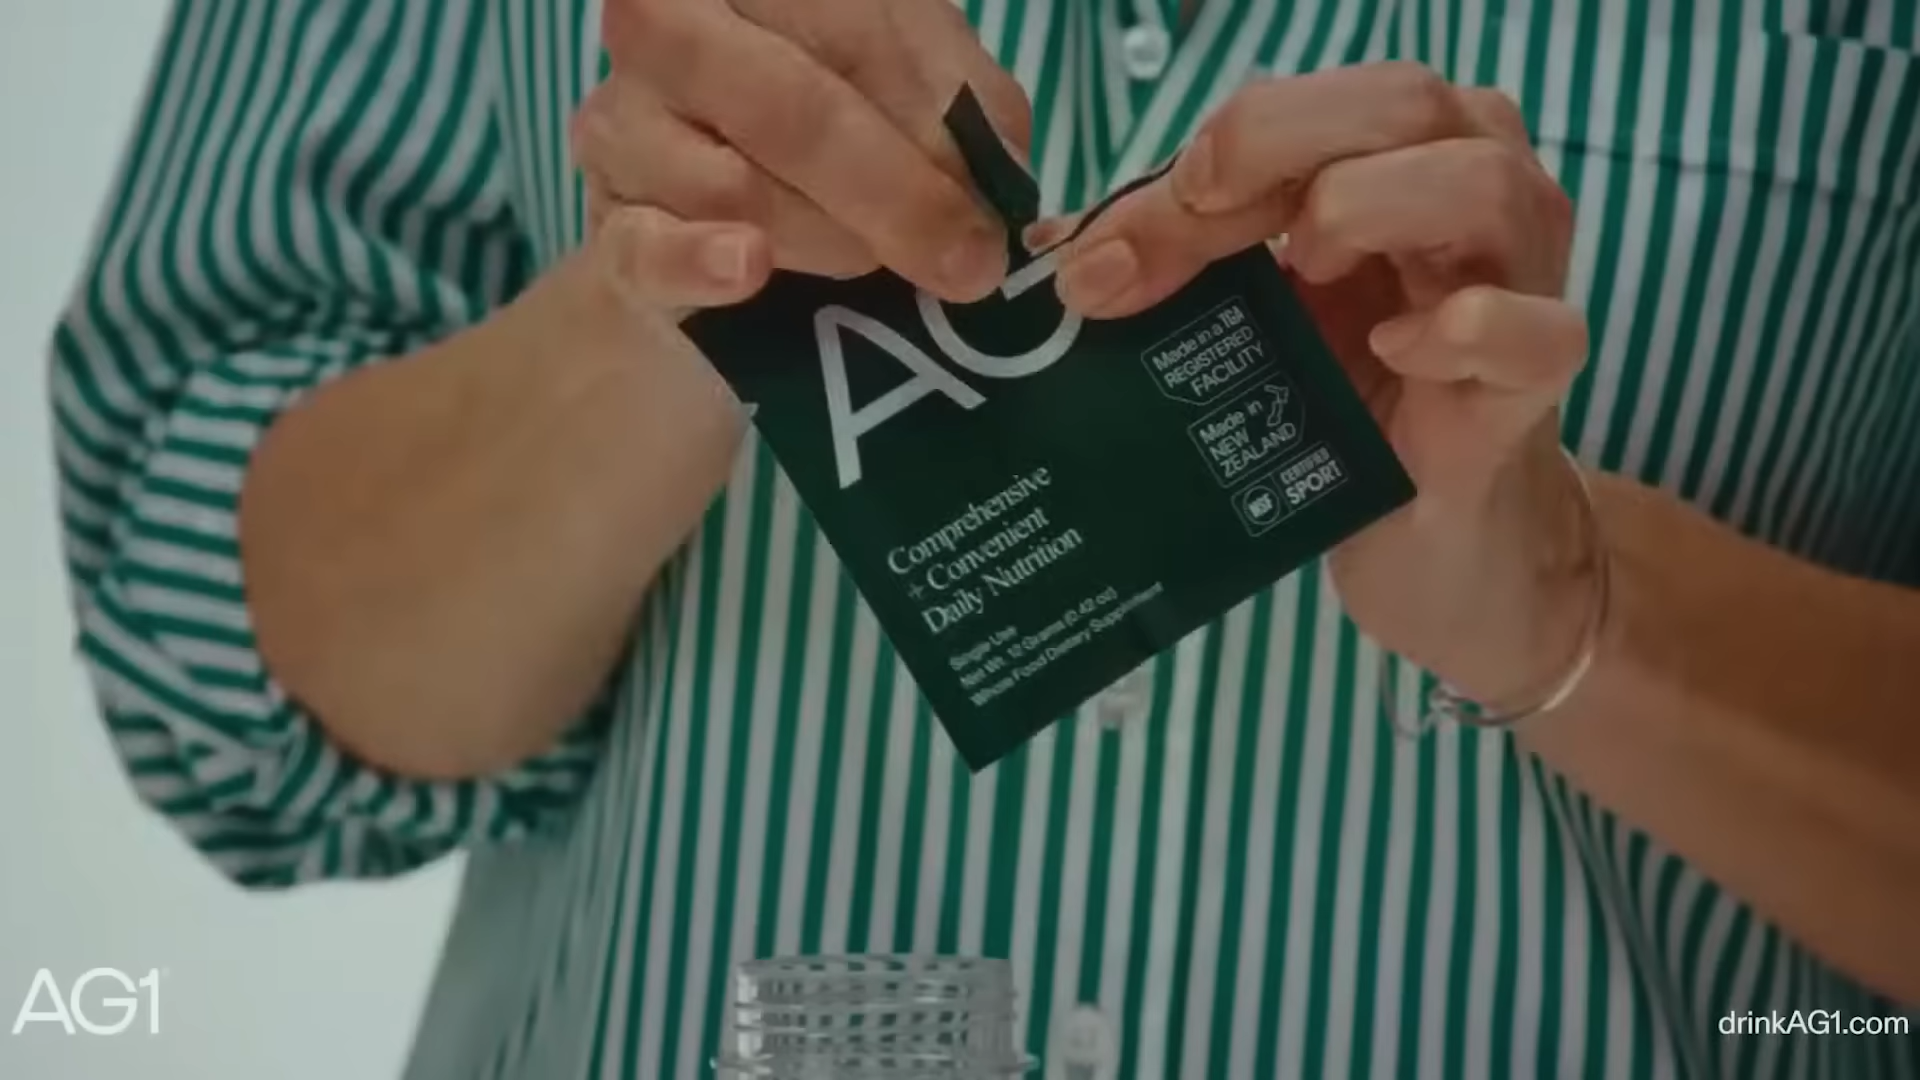 AG
Comprehensive
+ Convenient
Daily Nutrition
Single Use
Net Wt. 12 Grams (0.42 oz)
Whole Food Dietary Supplement
Made in a TGA
REGISTERED
FACILITY
Made in
NEW
ZEALAND
NSF
CERTIFIED
SPORT
AG1
drinkAG1.com